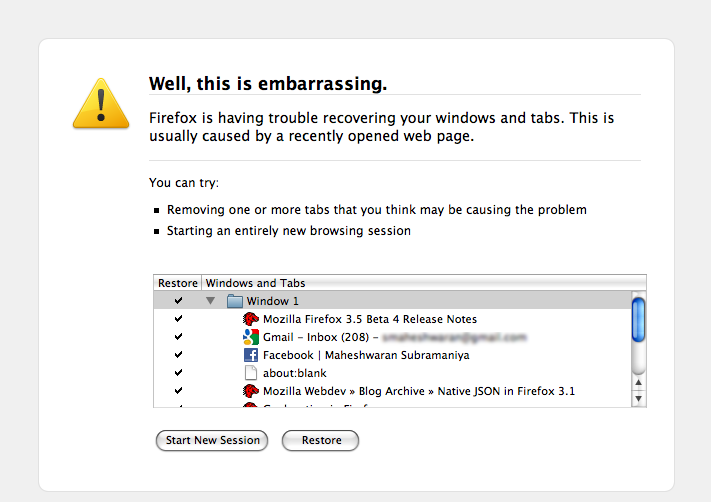 Well, this is embarrassing.
Firefox is having trouble recovering your windows and tabs. This is
usually caused by a recently opened web page.
You can try:
Removing one or more tabs that you think may be causing the problem
Starting an entirely new browsing session
Restore Windows and Tabs
Window 1
Mozilla Firefox 3.5 Beta 4 Release Notes
Gmail - Inbox (208) -
Facebook | Maheshwaran Subramaniya
about:blank
Mozilla Webdev » Blog Archive » Native JSON in Firefox 3.1
Start New Session Restore